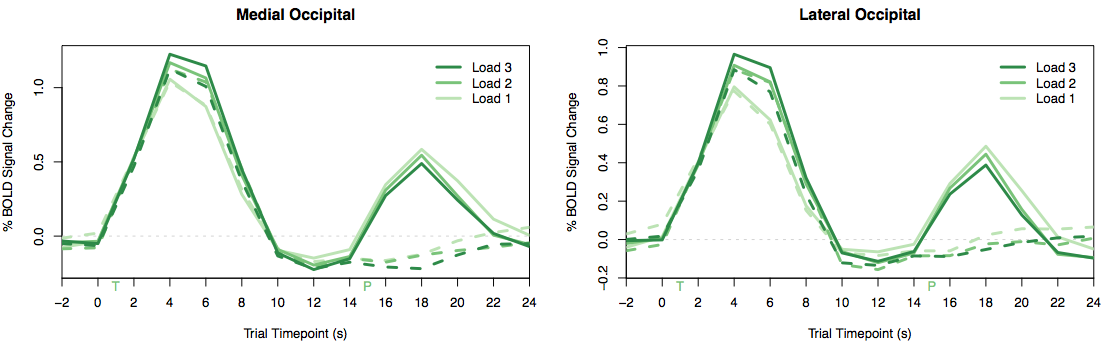 Medial Occipital
% BOLD Signal Change
1.0
0.5
0.0
Load 3
Load 2
Load 1
−2 0 2 4 6 8 10 12 14 16 18 20 22 24
T P
Trial Timepoint (s)
Lateral Occipital
% BOLD Signal Change
1.0
0.8
0.6
0.4
0.2
0.0
−0.2
Load 3
Load 2
Load 1
−2 0 2 4 6 8 10 12 14 16 18 20 22 24
T P
Trial Timepoint (s)